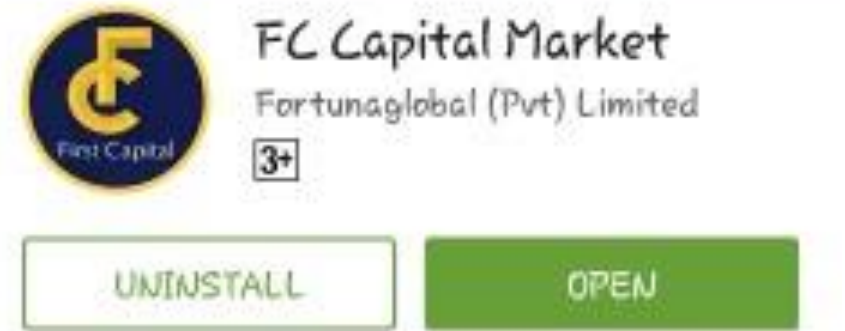 FC Capital Market
Fortunaglobal (Pvt) Limited
3+
FC
First Capital
UNINSTALL
OPEN